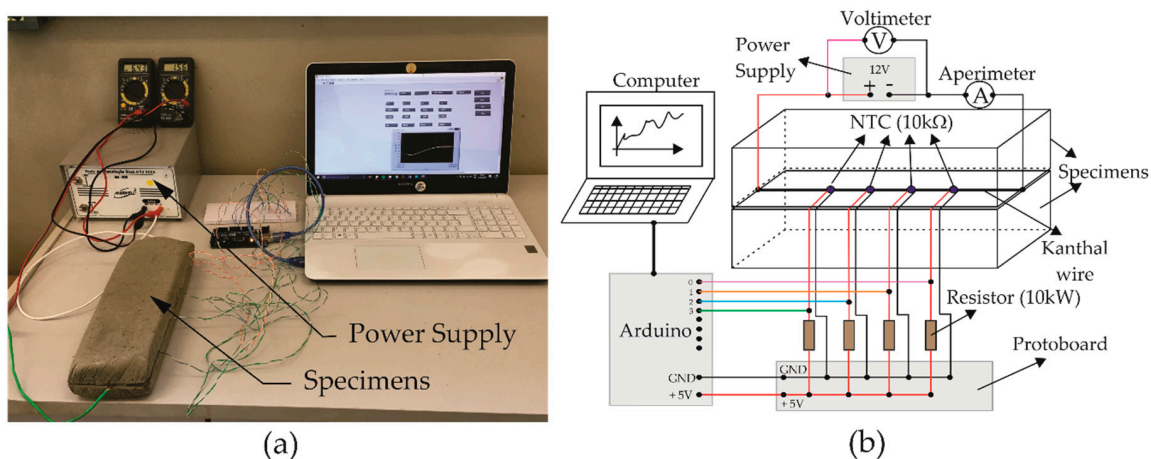 Power Supply
Specimens
(a)
Voltimeter
V
Power
Supply
12V
+ -
Aperimeter
A
Computer
NTC (10kΩ)
Specimens
Kanthal
wire
0
1
2
3
Arduino
Resistor (10kW)
Protoboard
GND
+ 5V
GND
+ 5V
(b)